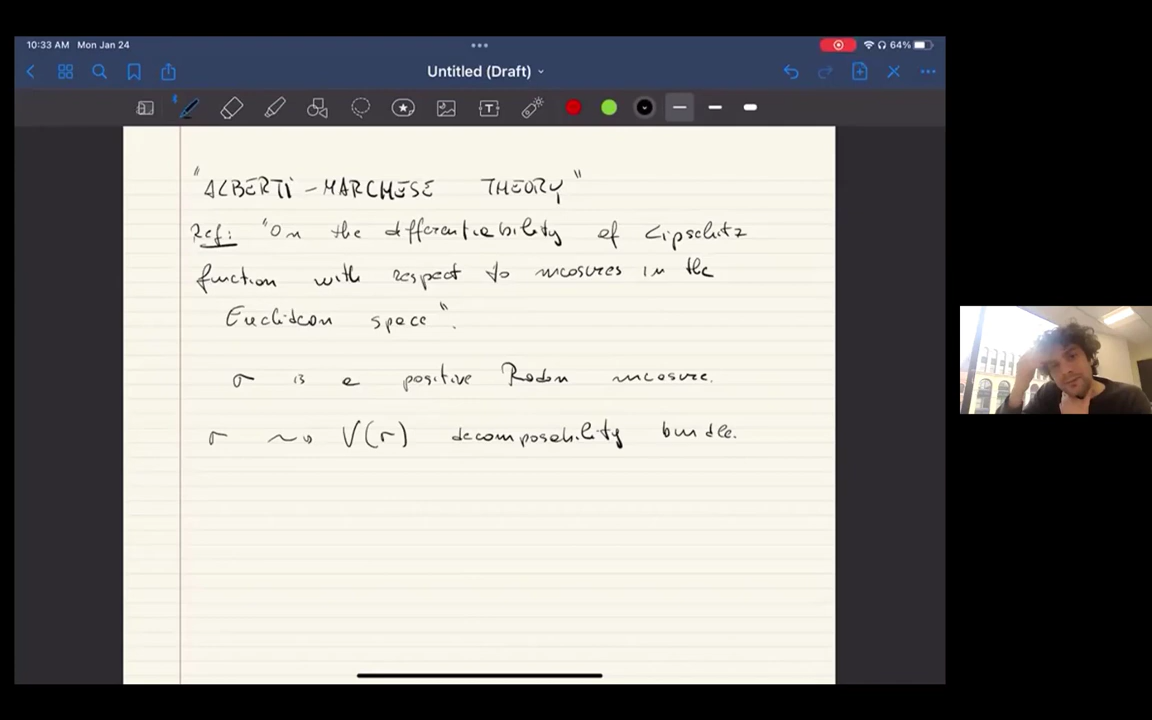 10:33 AM Mon Jan 24
64%
Untitled (Draft)
"ALBERTI - MARCHESE THEORY"
Ref: "On the differentiability of Lipschitz
function with respect to measures in the
Euclidean space".
σ is a positive Radon measure.
σ ⇝ V(σ) decomposability bundle.